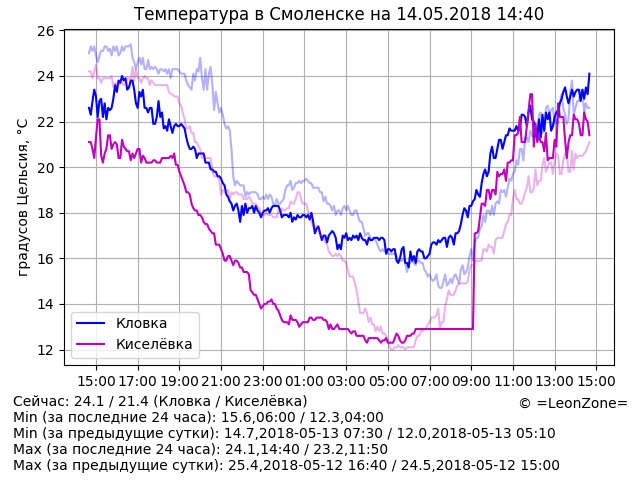 Температура в Смоленске на 14.05.2018 14:40
градусов Цельсия, °C
26
24
22
20
18
16
14
12
Кловка
Киселёвка
15:00 17:00 19:00 21:00 23:00 01:00 03:00 05:00 07:00 09:00 11:00 13:00 15:00
Сейчас: 24.1 / 21.4 (Кловка / Киселёвка)
© =LeonZone=
Min (за последние 24 часа): 15.6,06:00 / 12.3,04:00
Min (за предыдущие сутки): 14.7,2018-05-13 07:30 / 12.0,2018-05-13 05:10
Max (за последние 24 часа): 24.1,14:40 / 23.2,11:50
Max (за предыдущие сутки): 25.4,2018-05-12 16:40 / 24.5,2018-05-12 15:00